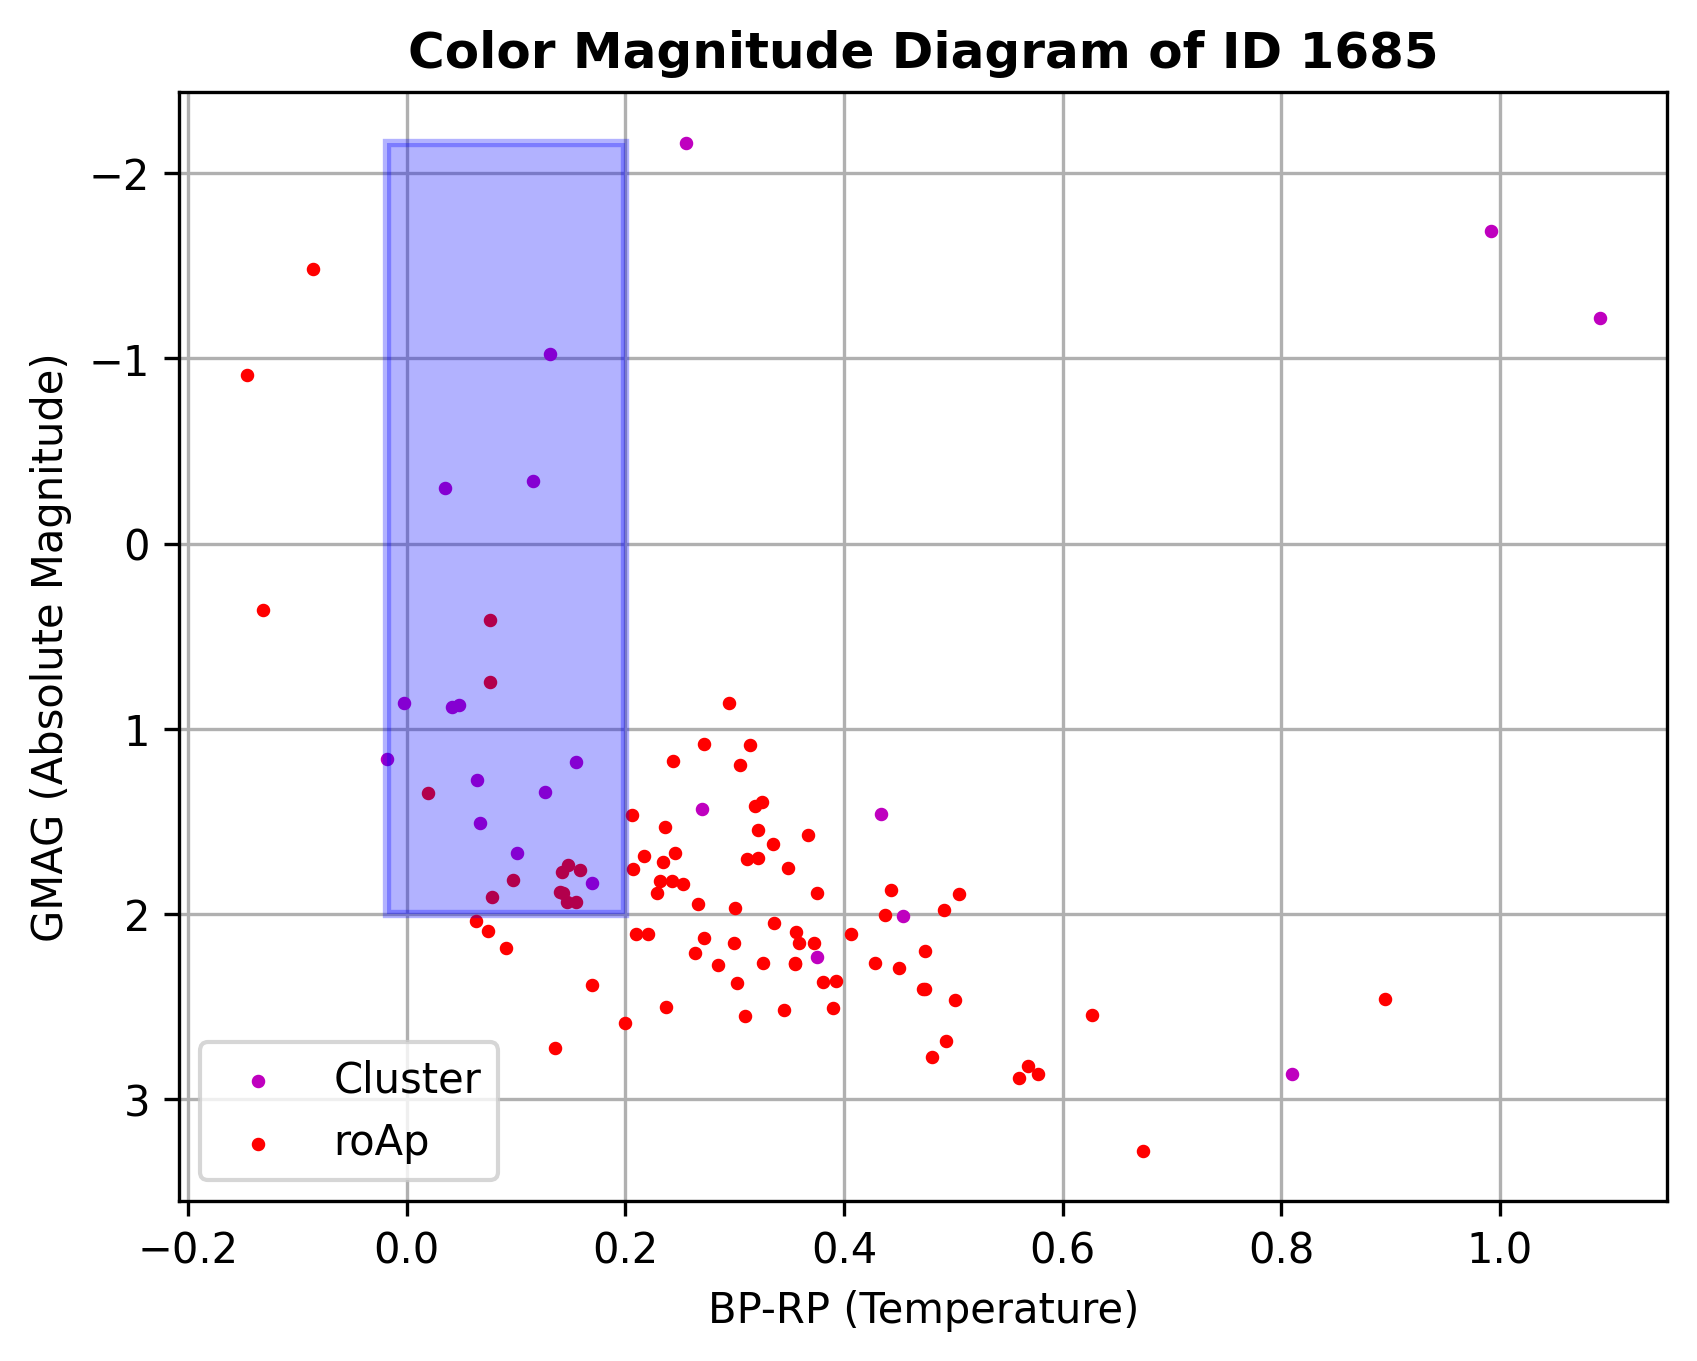 Color Magnitude Diagram of ID 1685
GMAG (Absolute Magnitude)
−2
−1
0
1
2
3
Cluster
roAp
−0.2 0.0 0.2 0.4 0.6 0.8 1.0
BP-RP (Temperature)